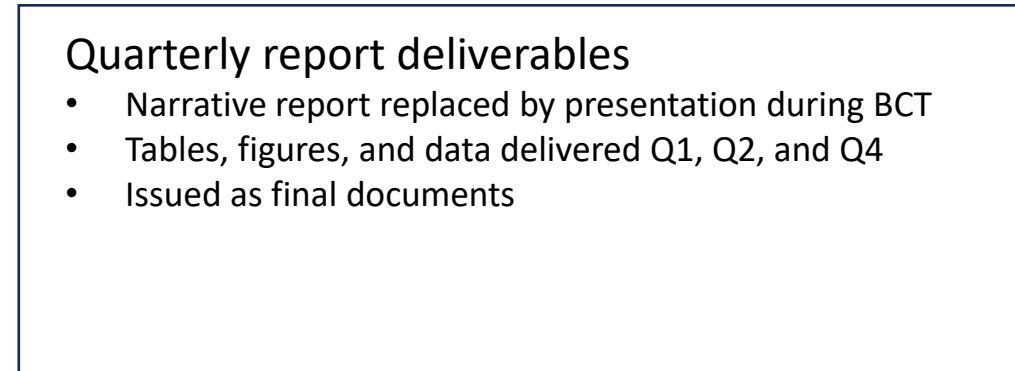 Quarterly report deliverables
• Narrative report replaced by presentation during BCT
• Tables, figures, and data delivered Q1, Q2, and Q4
• Issued as final documents